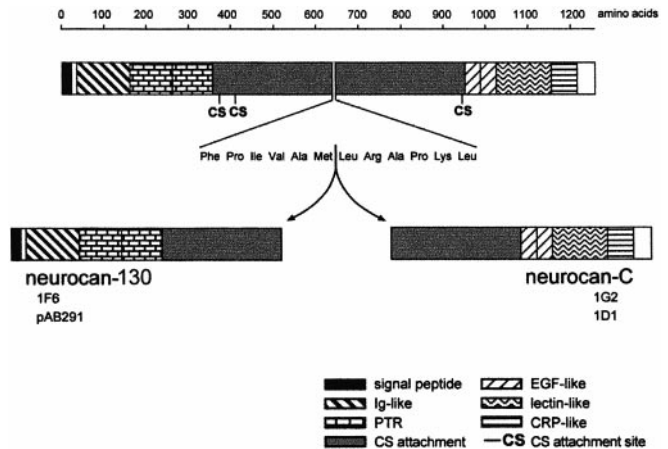 0 100 200 300 400 500 600 700 800 900 1000 1100 1200 amino acids
CS CS CS
Phe Pro Ile Val Ala Met Leu Arg Ala Pro Lys Leu
neurocan-130 neurocan-C
1F6 1G2
pAB291 1D1
signal peptide EGF-like
Ig-like lectin-like
PTR CRP-like
CS attachment CS CS attachment site